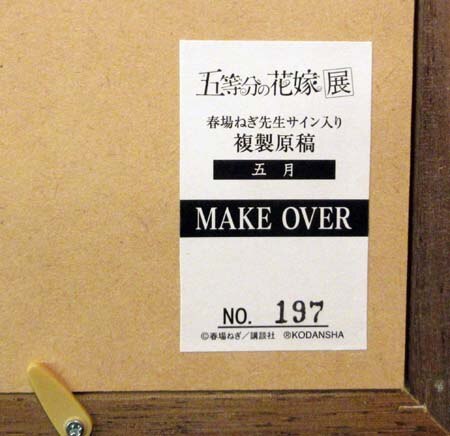 五等分の花嫁展
春場ねぎ先生サイン入り
複製原稿
五月
MAKE OVER
NO. 197
©春場ねぎ／講談社 ®KODANSHA